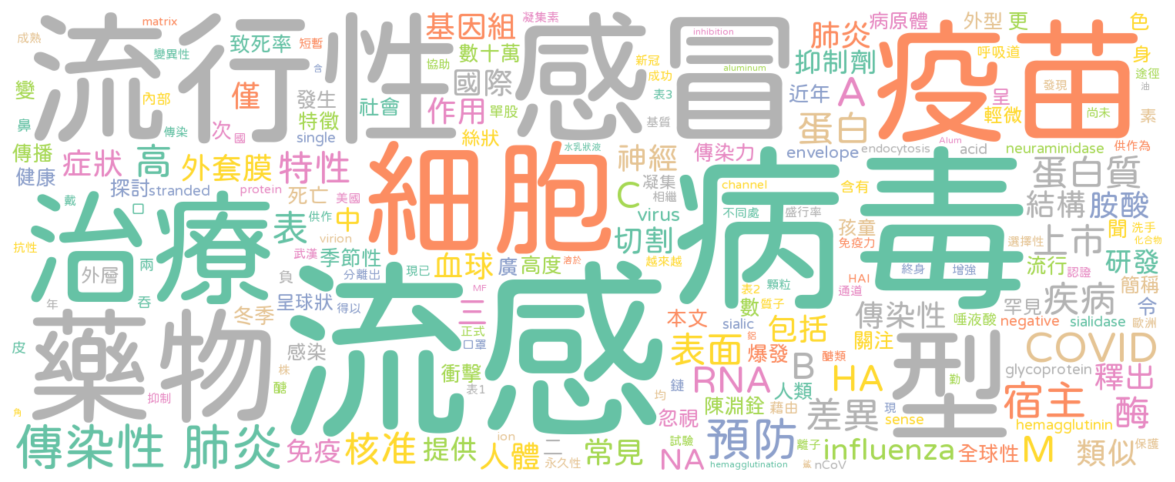 流行性感冒
疫苗
流感
病毒
細胞
治療
藥物
型
傳染性 肺炎
預防
COVID
宿主
influenza
RNA
HA
NA
M
A
B
C
成熟
matrix
變異性
致死率
短暫
凝集素
基因組
協助
數十萬
inhibition
aluminum
新冠
成功
肺炎
病原體
外型
更
色
呼吸道
抑制劑
身
途徑
油
發現
變
內部
僅
發生
含
社會
作用
國際
單股
表3
基質
近年
呈
輕微
尚未
素
鼻
傳染
次
國
特徵
single
絲狀
蛋白
傳播
症狀
高
外套膜
特性
水乳狀液
神經
傳染力
envelope
endocytosis
Alum
acid
neuraminidase
供作為
健康
探討
stranded
protein
死亡
美國
凝集
相繼
channel
含有
蛋白質
戴
口
供作
virion
中
表
virus
不同處
盛行率
孩童
免疫力
結構
胺酸
聞
洗手
化合物
選擇性
抗性
外層
兩
武漢
季節性
負
分離出
血球
現已
廣
高度
溶於
切割
越來越
上市
流行
認證
研發
年
吞
呈球狀
得以
MF
三
HAI
通道
終身
增強
顆粒
簡稱
冬季
正式
口罩
本文
表2
質子
數
sialic
包括
傳染性
唾液酸
罕見
疾病
令
negative
sialidase
歐洲
皮
感染
株
醣
衝擊
表1
表面
爆發
鋁
醣類
關注
glycoprotein
釋出
抑制
均
鏈
人類
忽視
陳淵銓
藉由
差異
現
勤
sense
hemagglutinin
酶
角
免疫
核准
提供
ion
人體
二
永久性
常見
試驗
hemagglutination
離子
鯊
nCoV
全球性
類似
保護